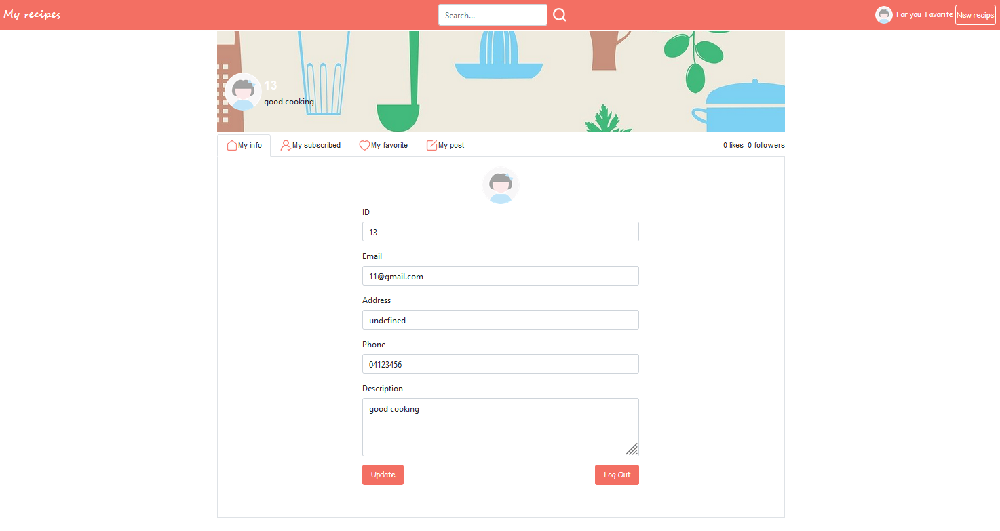 My recipes
Search...
For you Favorite New recipe
13
good cooking
My info My subscribed My favorite My post 0 likes 0 followers
ID
13
Email
11@gmail.com
Address
undefined
Phone
04123456
Description
good cooking
Update Log Out